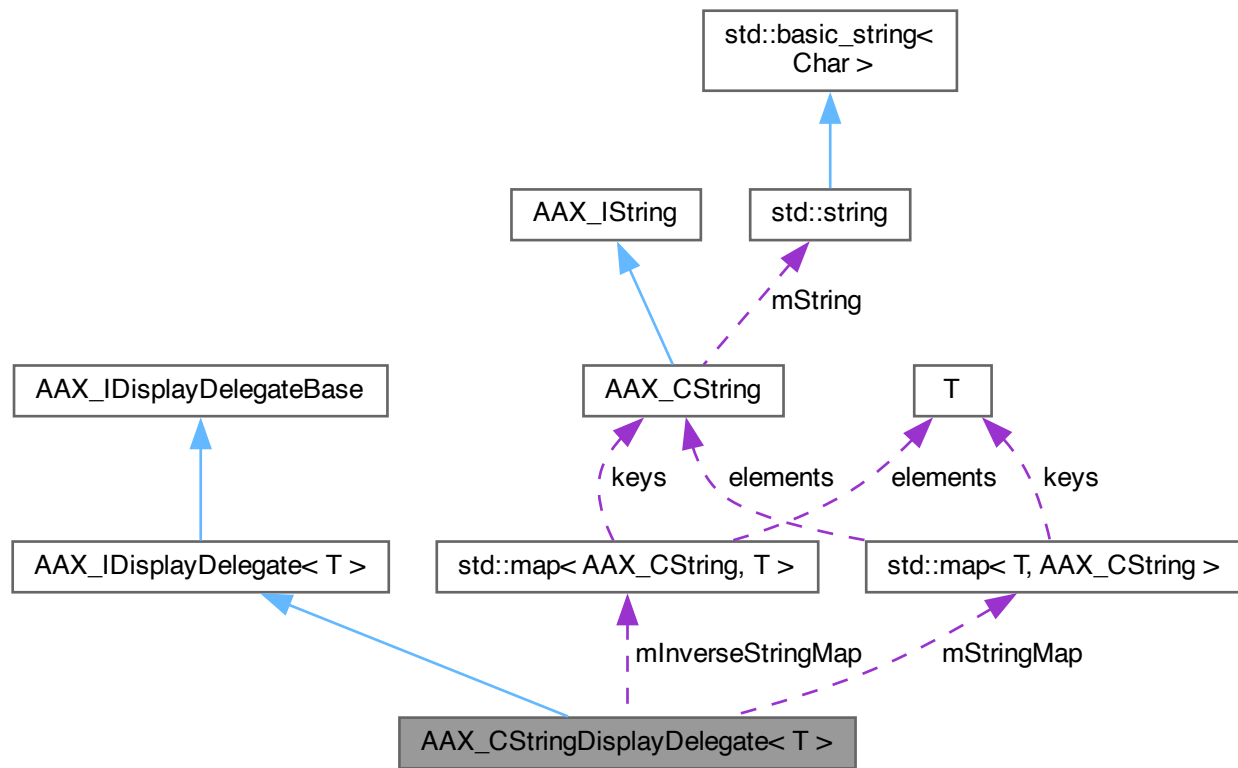 std::basic_string<
Char >
AAX_IString
std::string
mString
AAX_IDisplayDelegateBase
AAX_CString
T
keys
elements
elements
keys
AAX_IDisplayDelegate< T >
std::map< AAX_CString, T >
std::map< T, AAX_CString >
mInverseStringMap
mStringMap
AAX_CStringDisplayDelegate< T >